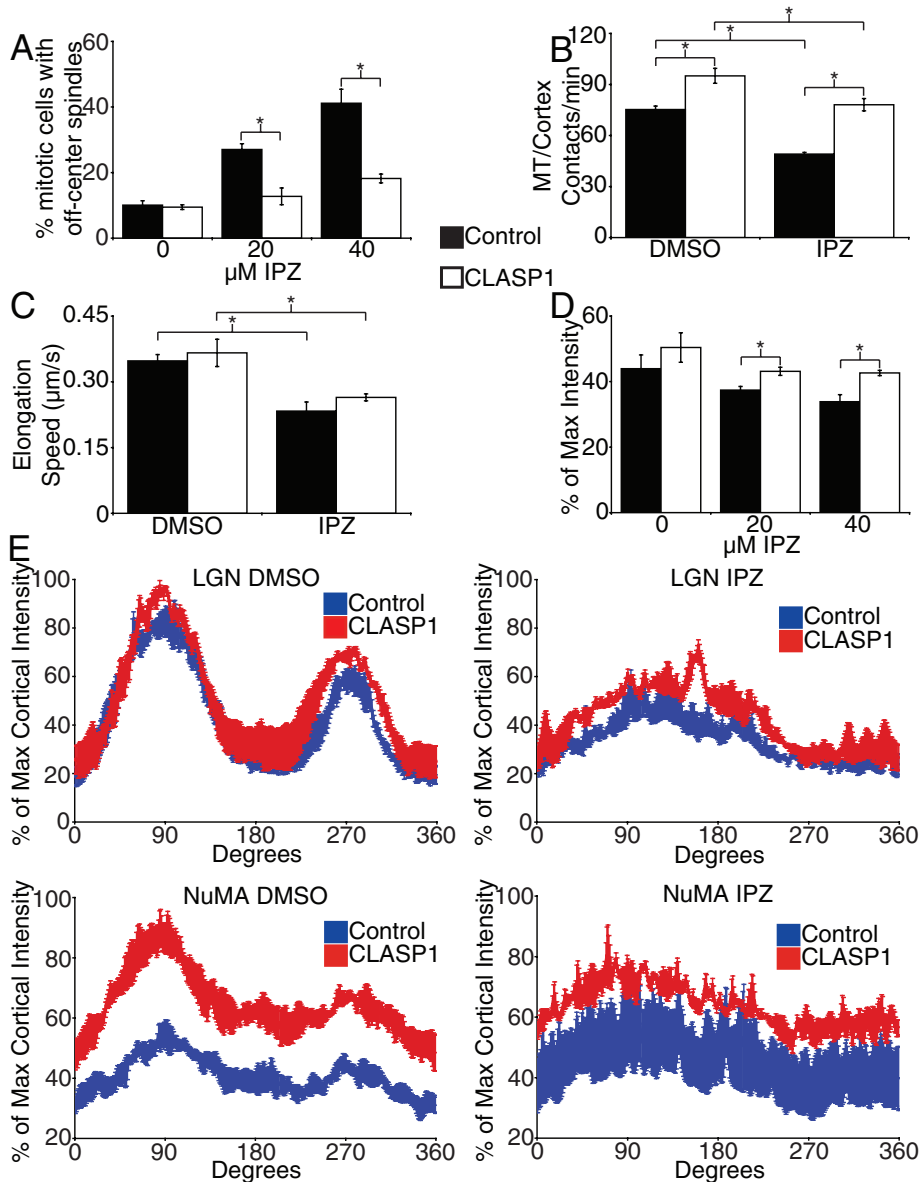 A
% mitotic cells with
off-center spindles
60
40
20
0
*
*
0 20 40
µM IPZ
B
MT/Cortex
Contacts/min
120
90
60
30
0
*
*
*
*
DMSO IPZ
Control
CLASP1
C
Elongation
Speed (µm/s)
0.45
0.30
0.15
0
*
*
DMSO IPZ
D
% of Max Intensity
60
40
20
0
*
*
0 20 40
µM IPZ
E
LGN DMSO
Control
CLASP1
% of Max Cortical Intensity
100
80
60
40
20
0
0 90 180 270 360
Degrees
LGN IPZ
Control
CLASP1
% of Max Cortical Intensity
100
80
60
40
20
0
0 90 180 270 360
Degrees
NuMA DMSO
Control
CLASP1
% of Max Cortical Intensity
100
80
60
40
20
0 90 180 270 360
Degrees
NuMA IPZ
Control
CLASP1
% of Max Cortical Intensity
100
80
60
40
20
0 90 180 270 360
Degrees